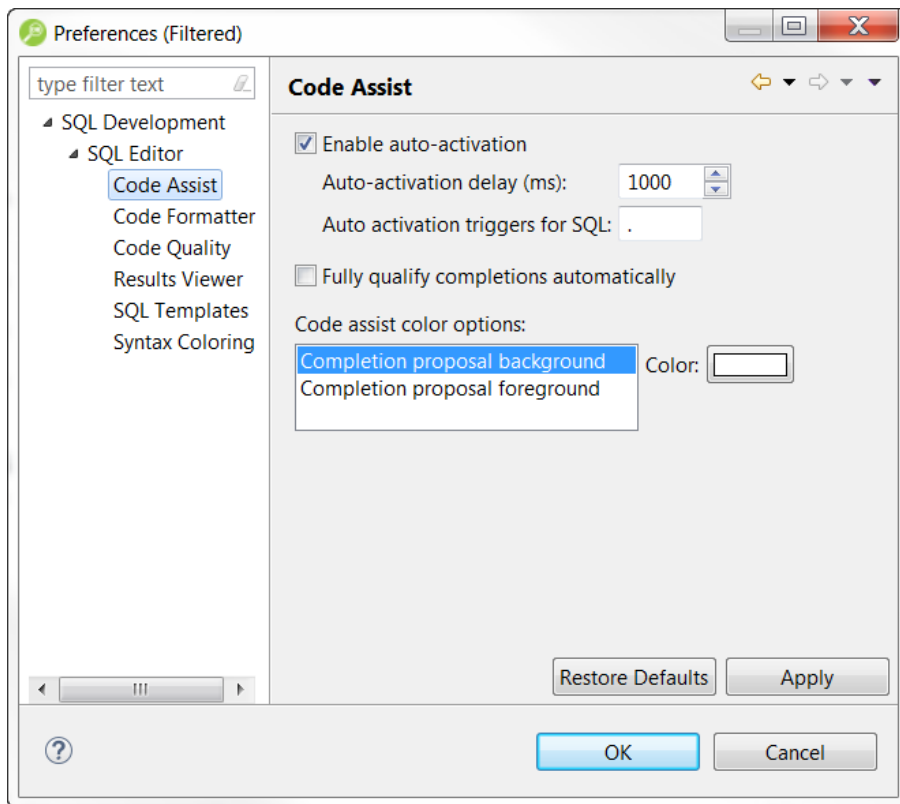 Preferences (Filtered)
type filter text
SQL Development
SQL Editor
Code Assist
Code Formatter
Code Quality
Results Viewer
SQL Templates
Syntax Coloring
Code Assist
Enable auto-activation
Auto-activation delay (ms): 1000
Auto activation triggers for SQL: .
Fully qualify completions automatically
Code assist color options:
Completion proposal background
Completion proposal foreground
Color:
Restore Defaults
Apply
?
OK
Cancel